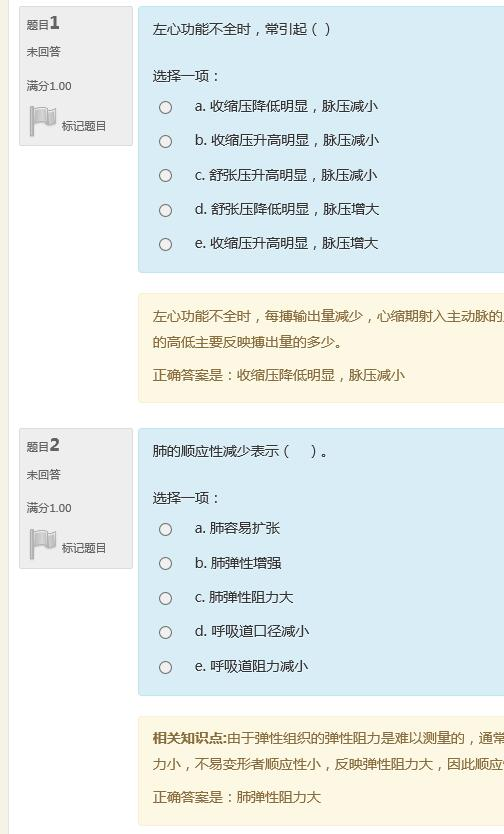 题目1
未回答
满分1.00
标记题目
左心功能不全时，常引起（ ）
选择一项：
a. 收缩压降低明显，脉压减小
b. 收缩压升高明显，脉压减小
c. 舒张压升高明显，脉压减小
d. 舒张压降低明显，脉压增大
e. 收缩压升高明显，脉压增大
左心功能不全时，每搏输出量减少，心缩期射入主动脉的
的高低主要反映搏出量的多少。
正确答案是：收缩压降低明显，脉压减小
题目2
未回答
满分1.00
标记题目
肺的顺应性减少表示（ ）。
选择一项：
a. 肺容易扩张
b. 肺弹性增强
c. 肺弹性阻力大
d. 呼吸道口径减小
e. 呼吸道阻力减小
相关知识点:由于弹性组织的弹性阻力是难以测量的，通常
力小，不易变形者顺应性小，反映弹性阻力大，因此顺应
正确答案是：肺弹性阻力大